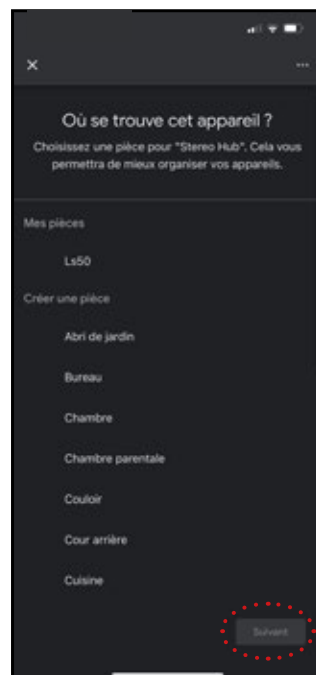 Où se trouve cet appareil ?
Choisissez une pièce pour "Stereo Hub". Cela vous
permettra de mieux organiser vos appareils.
Mes pièces
Ls50
Créer une pièce
Abri de jardin
Bureau
Chambre
Chambre parentale
Couloir
Cour arrière
Cuisine
Suivant